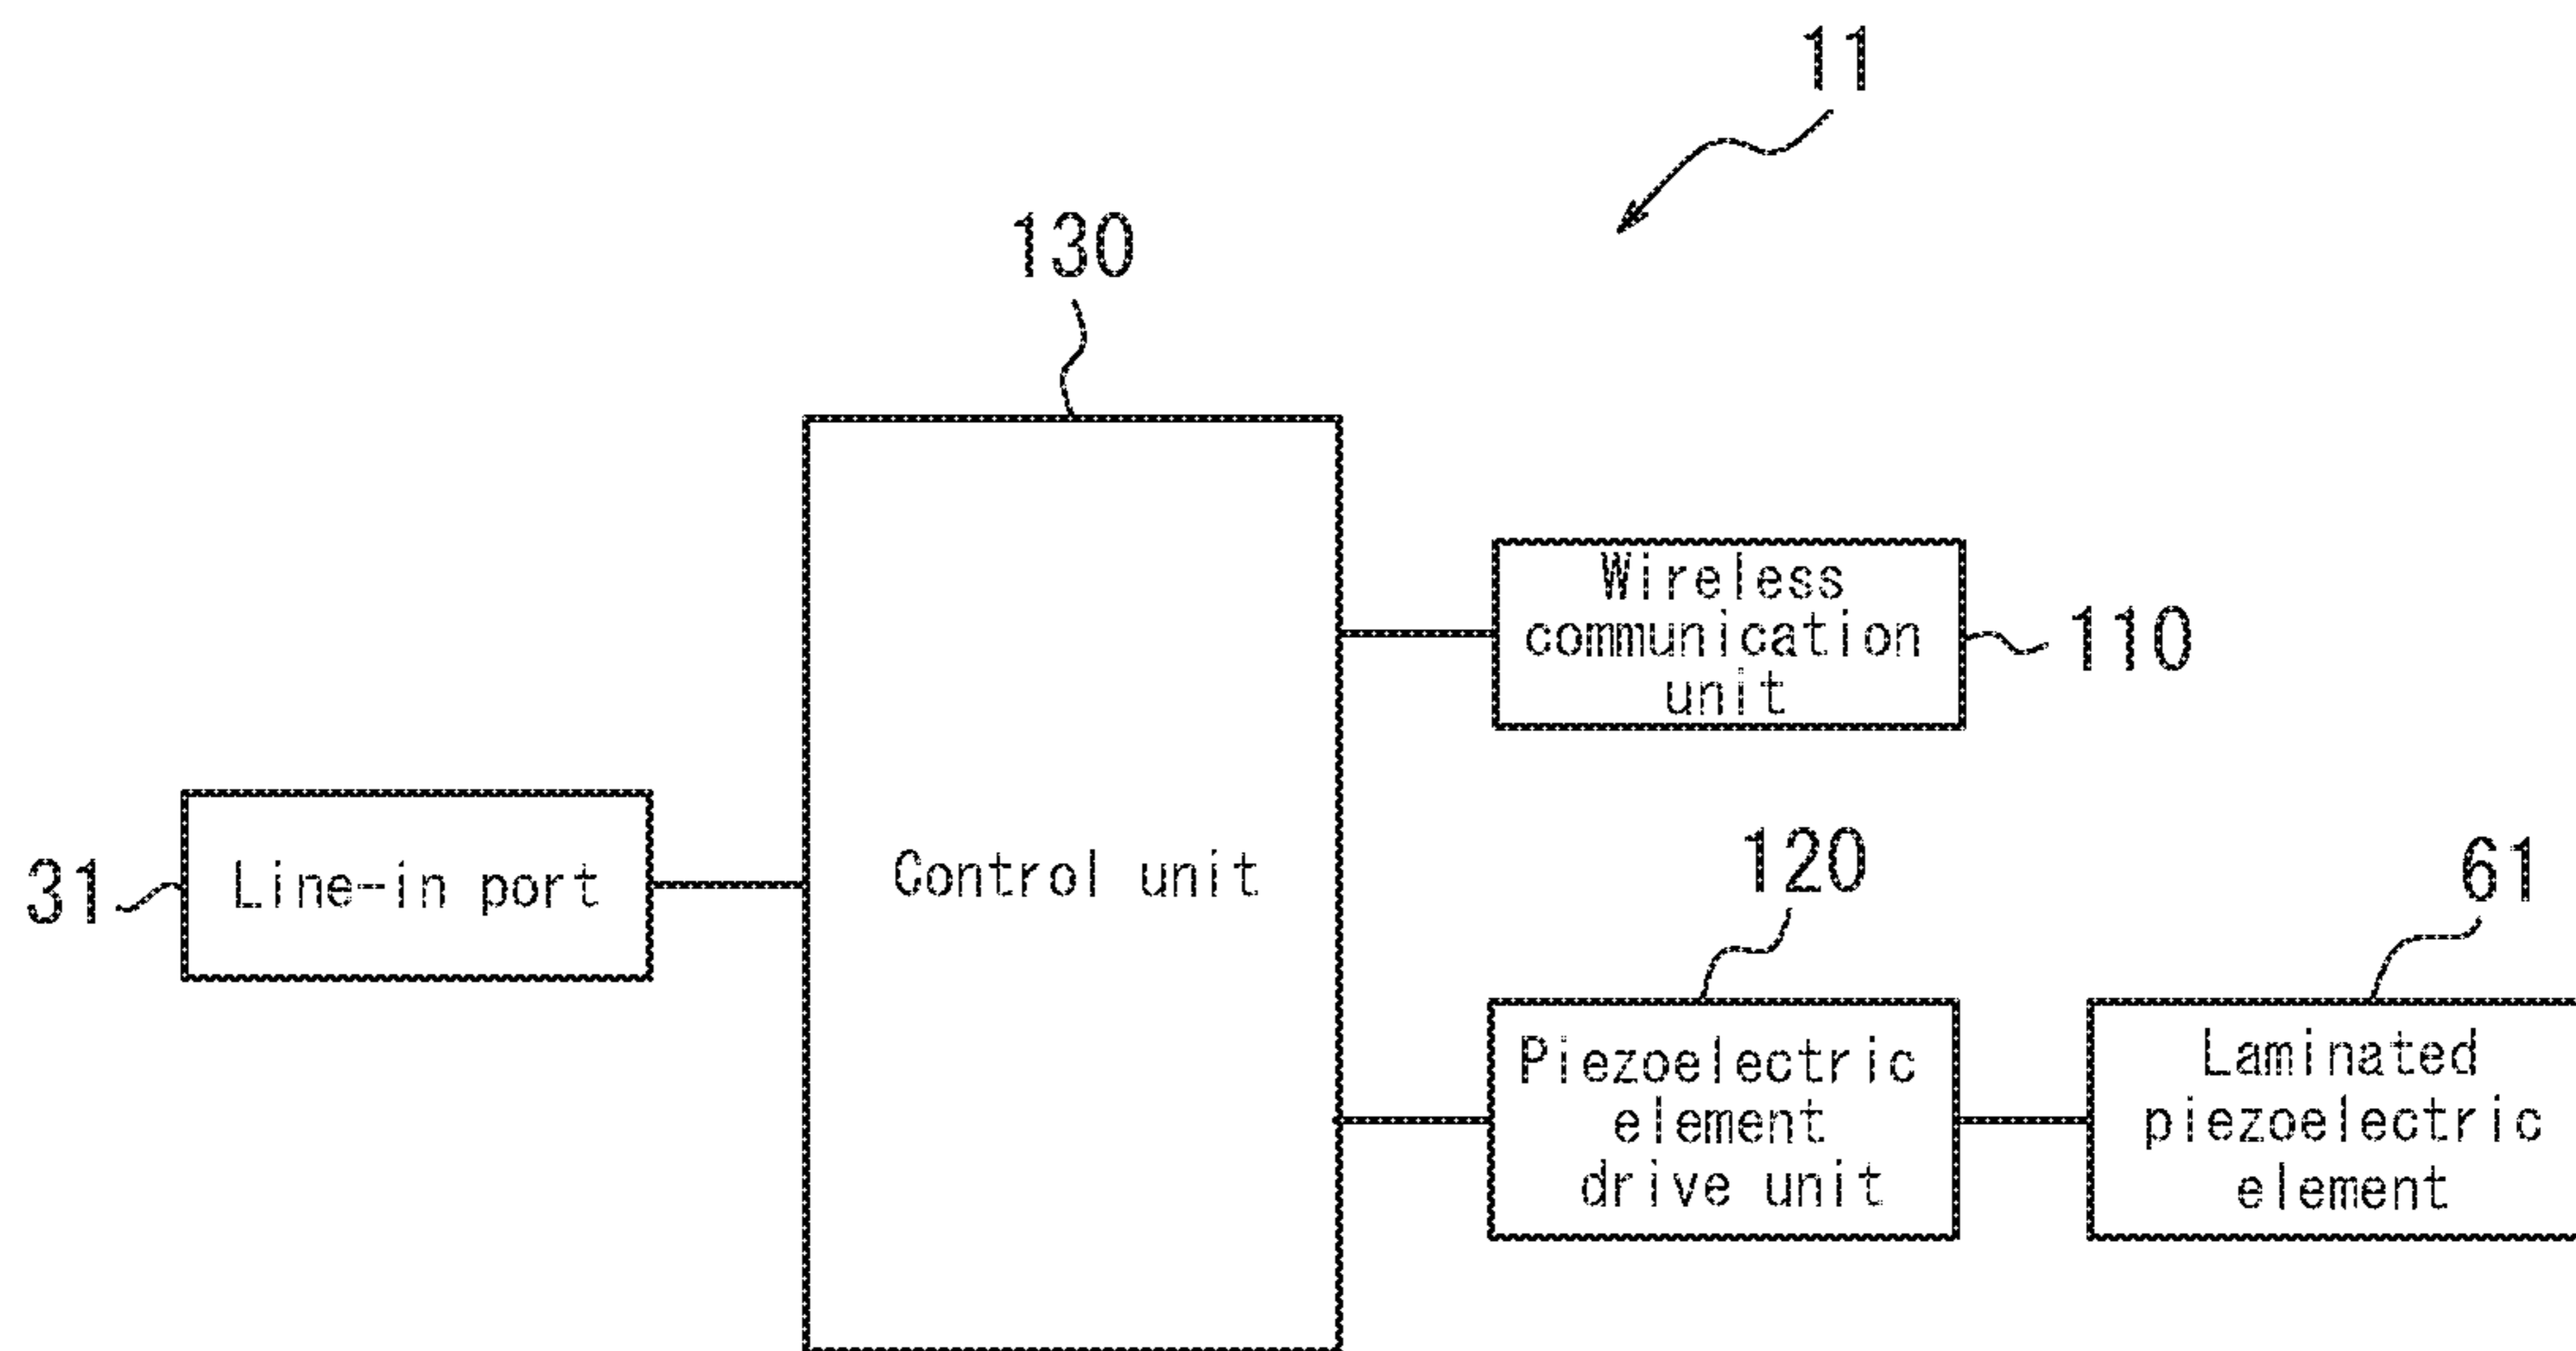 11
130
Wireless
communication
unit
110
31
Line-in port
Control unit
120
61
Piezoelectric
element
drive unit
Laminated
piezoelectric
element